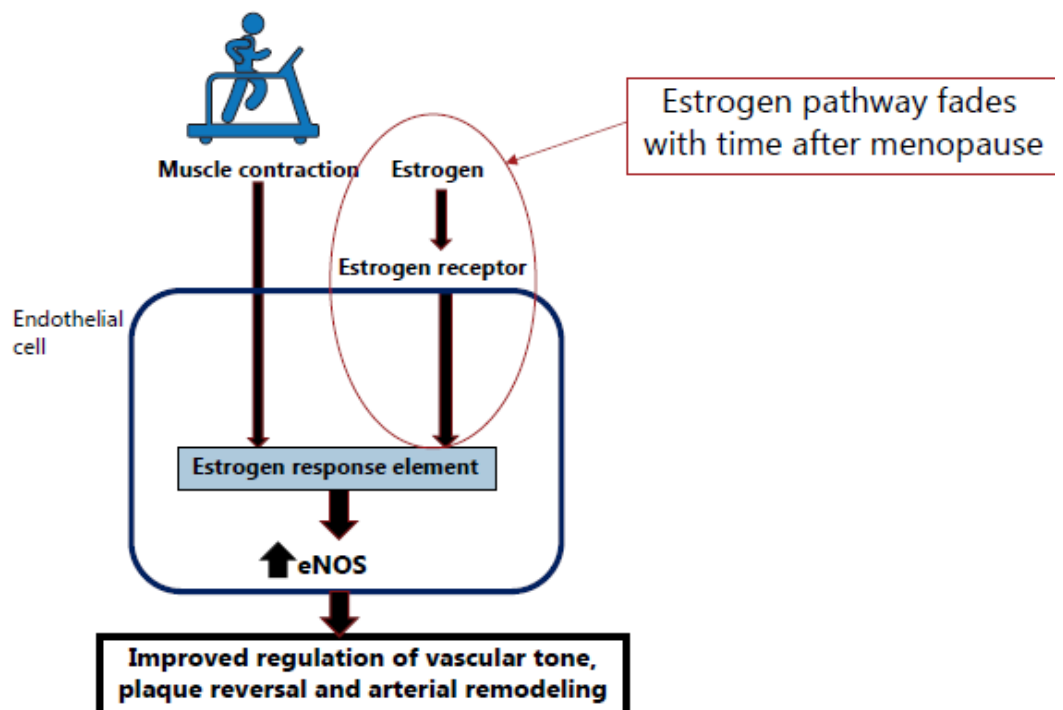 Estrogen pathway fades
with time after menopause
Muscle contraction
Estrogen
Estrogen receptor
Endothelial
cell
Estrogen response element
eNOS
Improved regulation of vascular tone,
plaque reversal and arterial remodeling